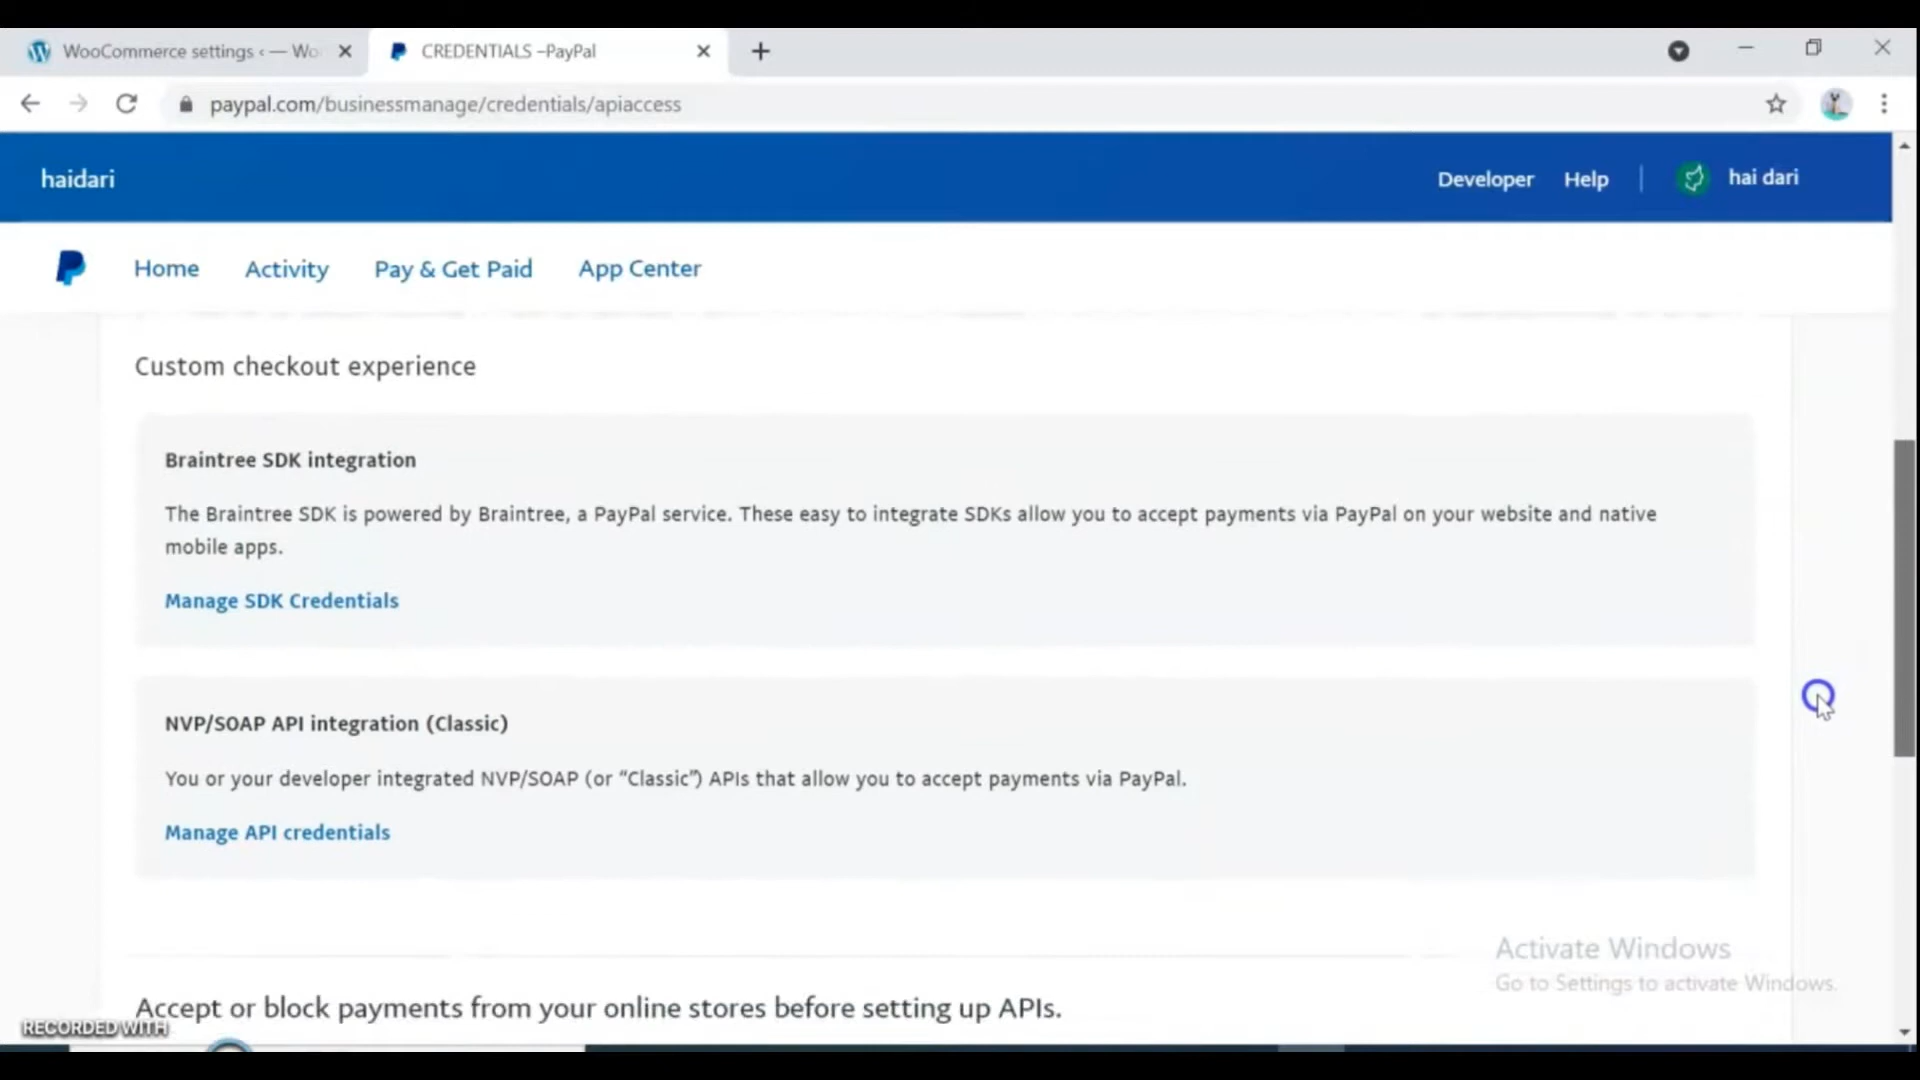 WooCommerce settings ‹ — Wo
CREDENTIALS –PayPal
paypal.com/businessmanage/credentials/apiaccess
haidari
Developer
Help
hai dari
Home
Activity
Pay & Get Paid
App Center
Custom checkout experience
Braintree SDK integration
The Braintree SDK is powered by Braintree, a PayPal service. These easy to integrate SDKs allow you to accept payments via PayPal on your website and native
mobile apps.
Manage SDK Credentials
NVP/SOAP API integration (Classic)
You or your developer integrated NVP/SOAP (or “Classic”) APIs that allow you to accept payments via PayPal.
Manage API credentials
Activate Windows
Go to Settings to activate Windows.
Accept or block payments from your online stores before setting up APIs.
RECORDED WITH